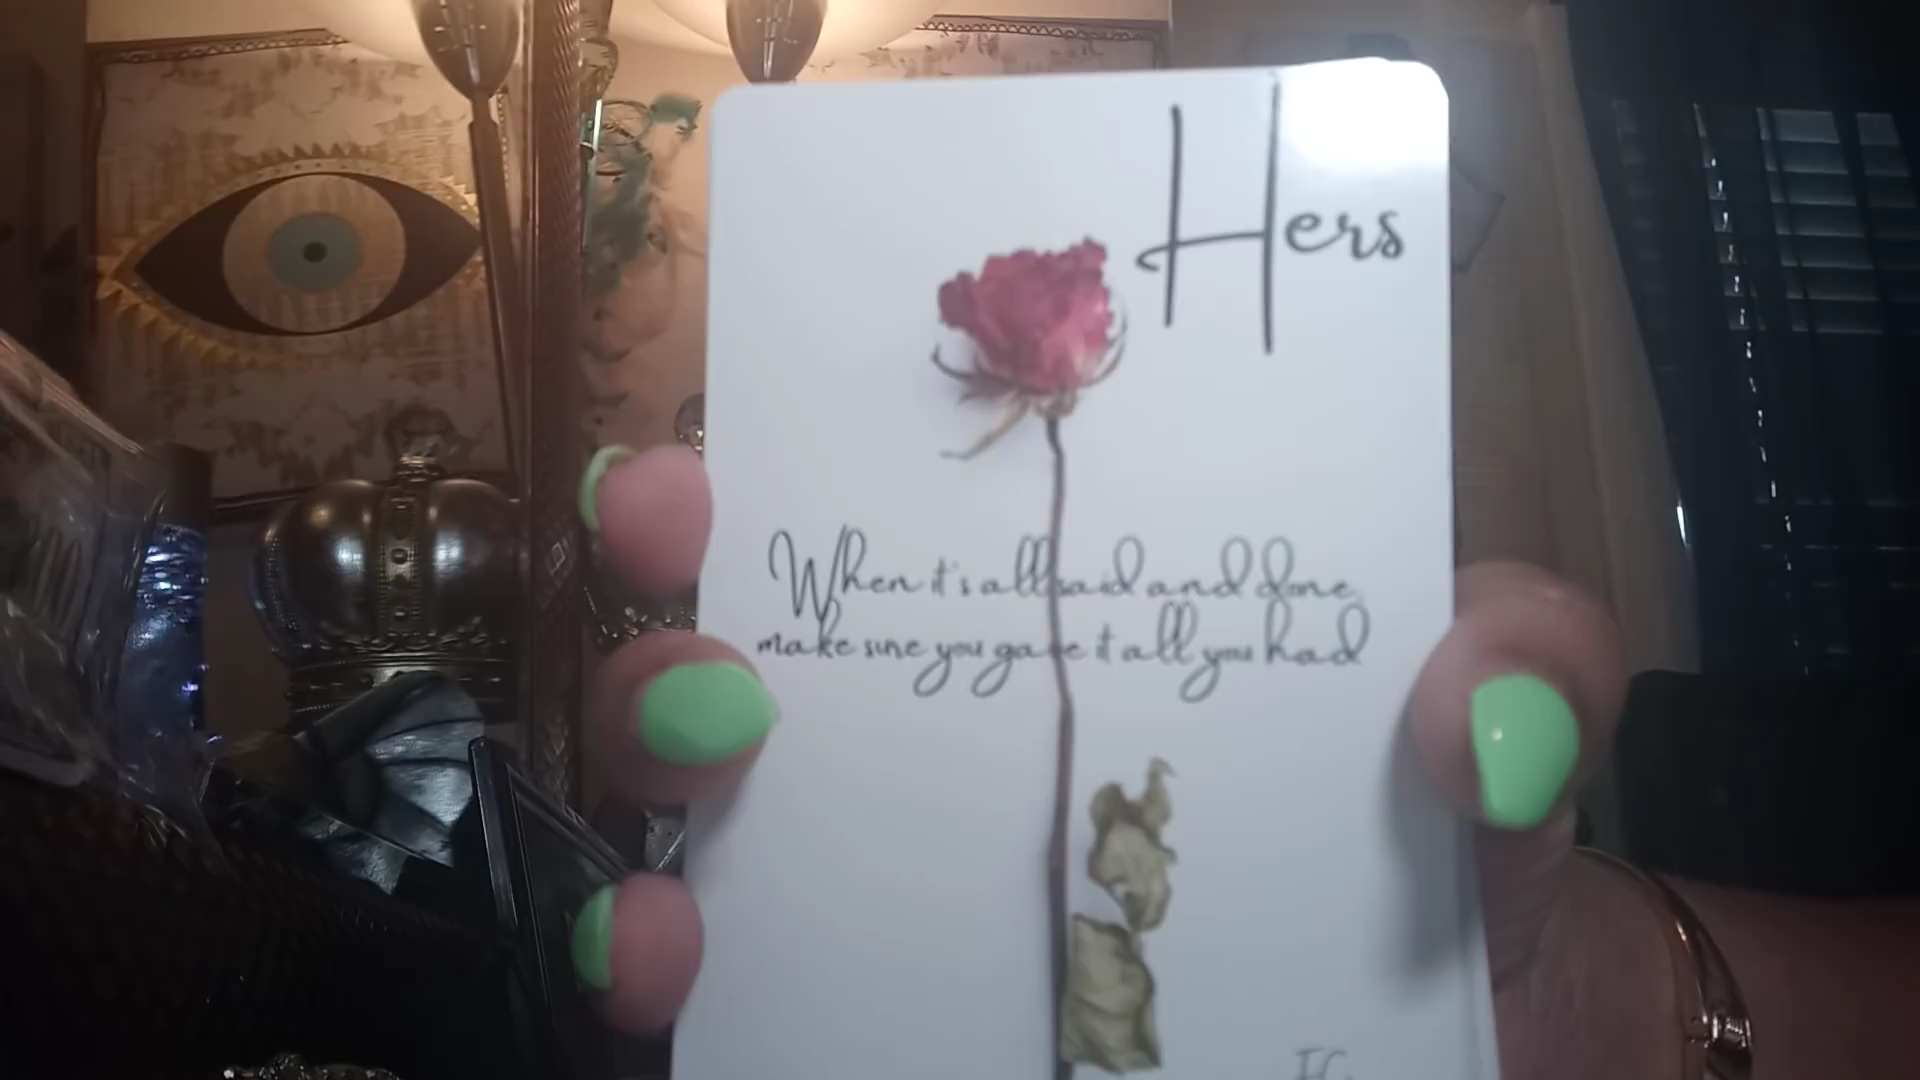 Hers
When it's all said and done,
make sure you gave it all you had